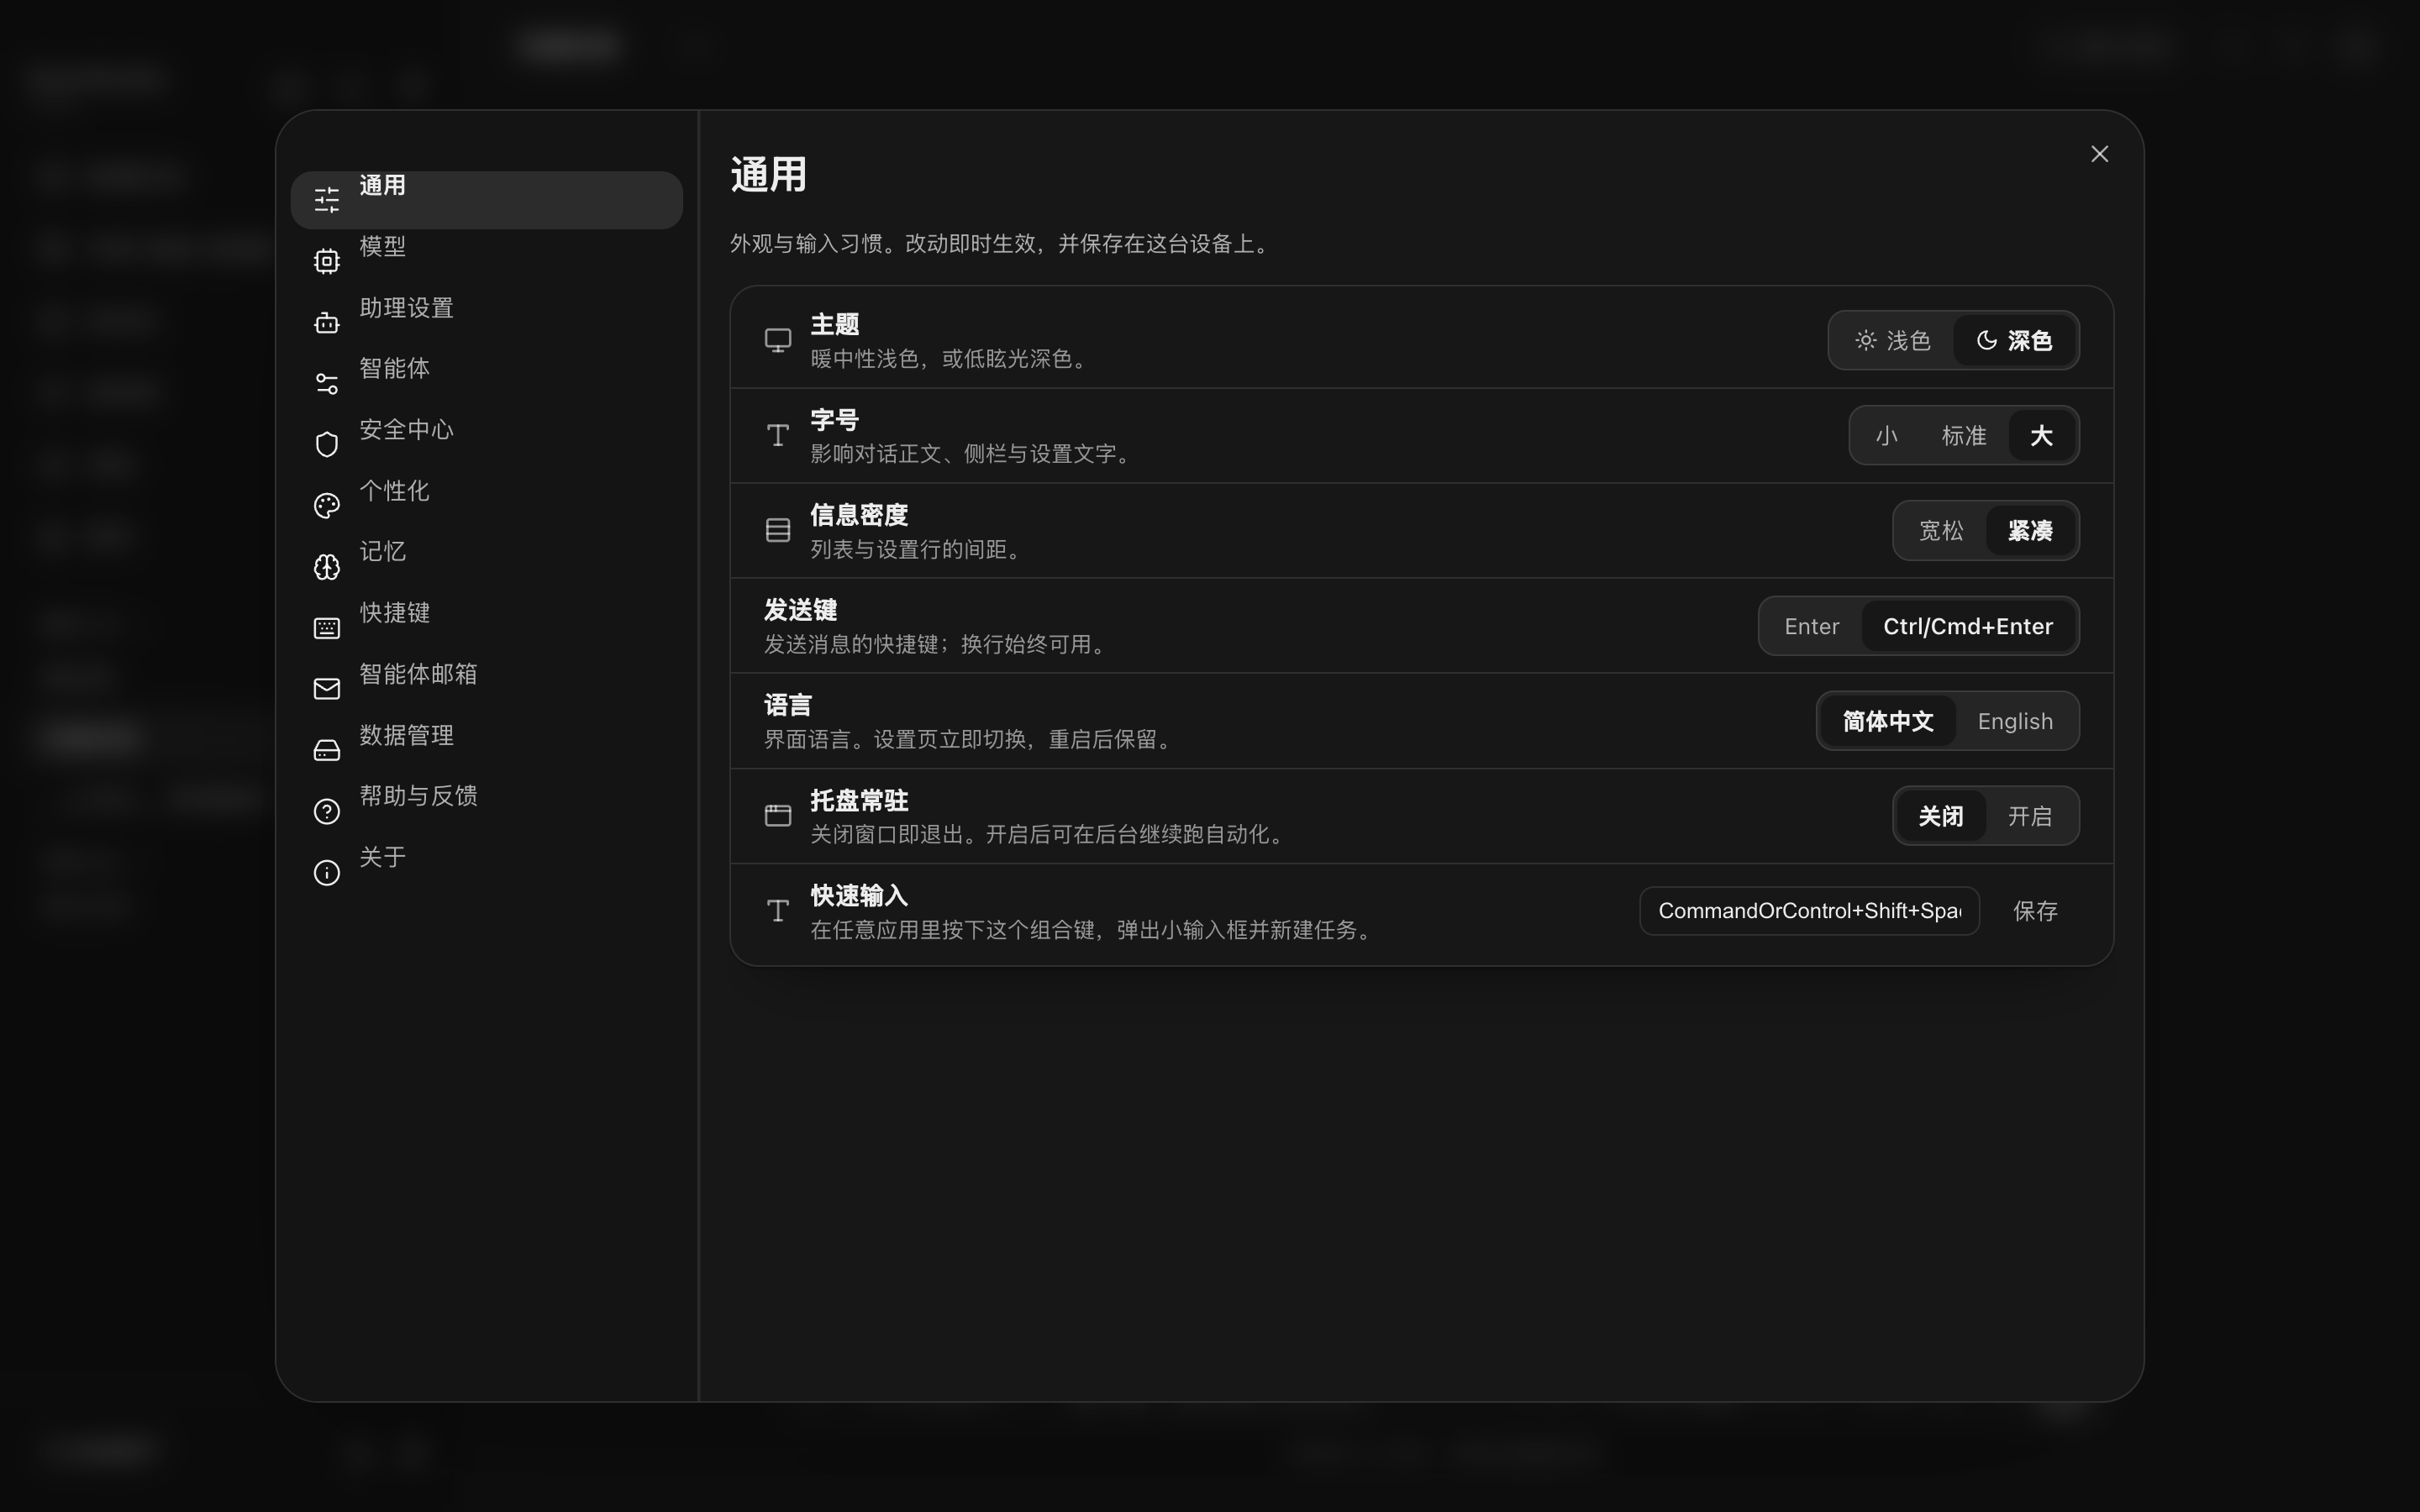 通用
模型
助理设置
智能体
安全中心
个性化
记忆
快捷键
智能体邮箱
数据管理
帮助与反馈
关于
通用
外观与输入习惯。改动即时生效，并保存在这台设备上。
主题
暖中性浅色，或低眩光深色。
浅色 深色
字号
影响对话正文、侧栏与设置文字。
小 标准 大
信息密度
列表与设置行的间距。
宽松 紧凑
发送键
发送消息的快捷键；换行始终可用。
Enter Ctrl/Cmd+Enter
语言
界面语言。设置页立即切换，重启后保留。
简体中文 English
托盘常驻
关闭窗口即退出。开启后可在后台继续跑自动化。
关闭 开启
快速输入
在任意应用里按下这个组合键，弹出小输入框并新建任务。
CommandOrControl+Shift+Spa 保存